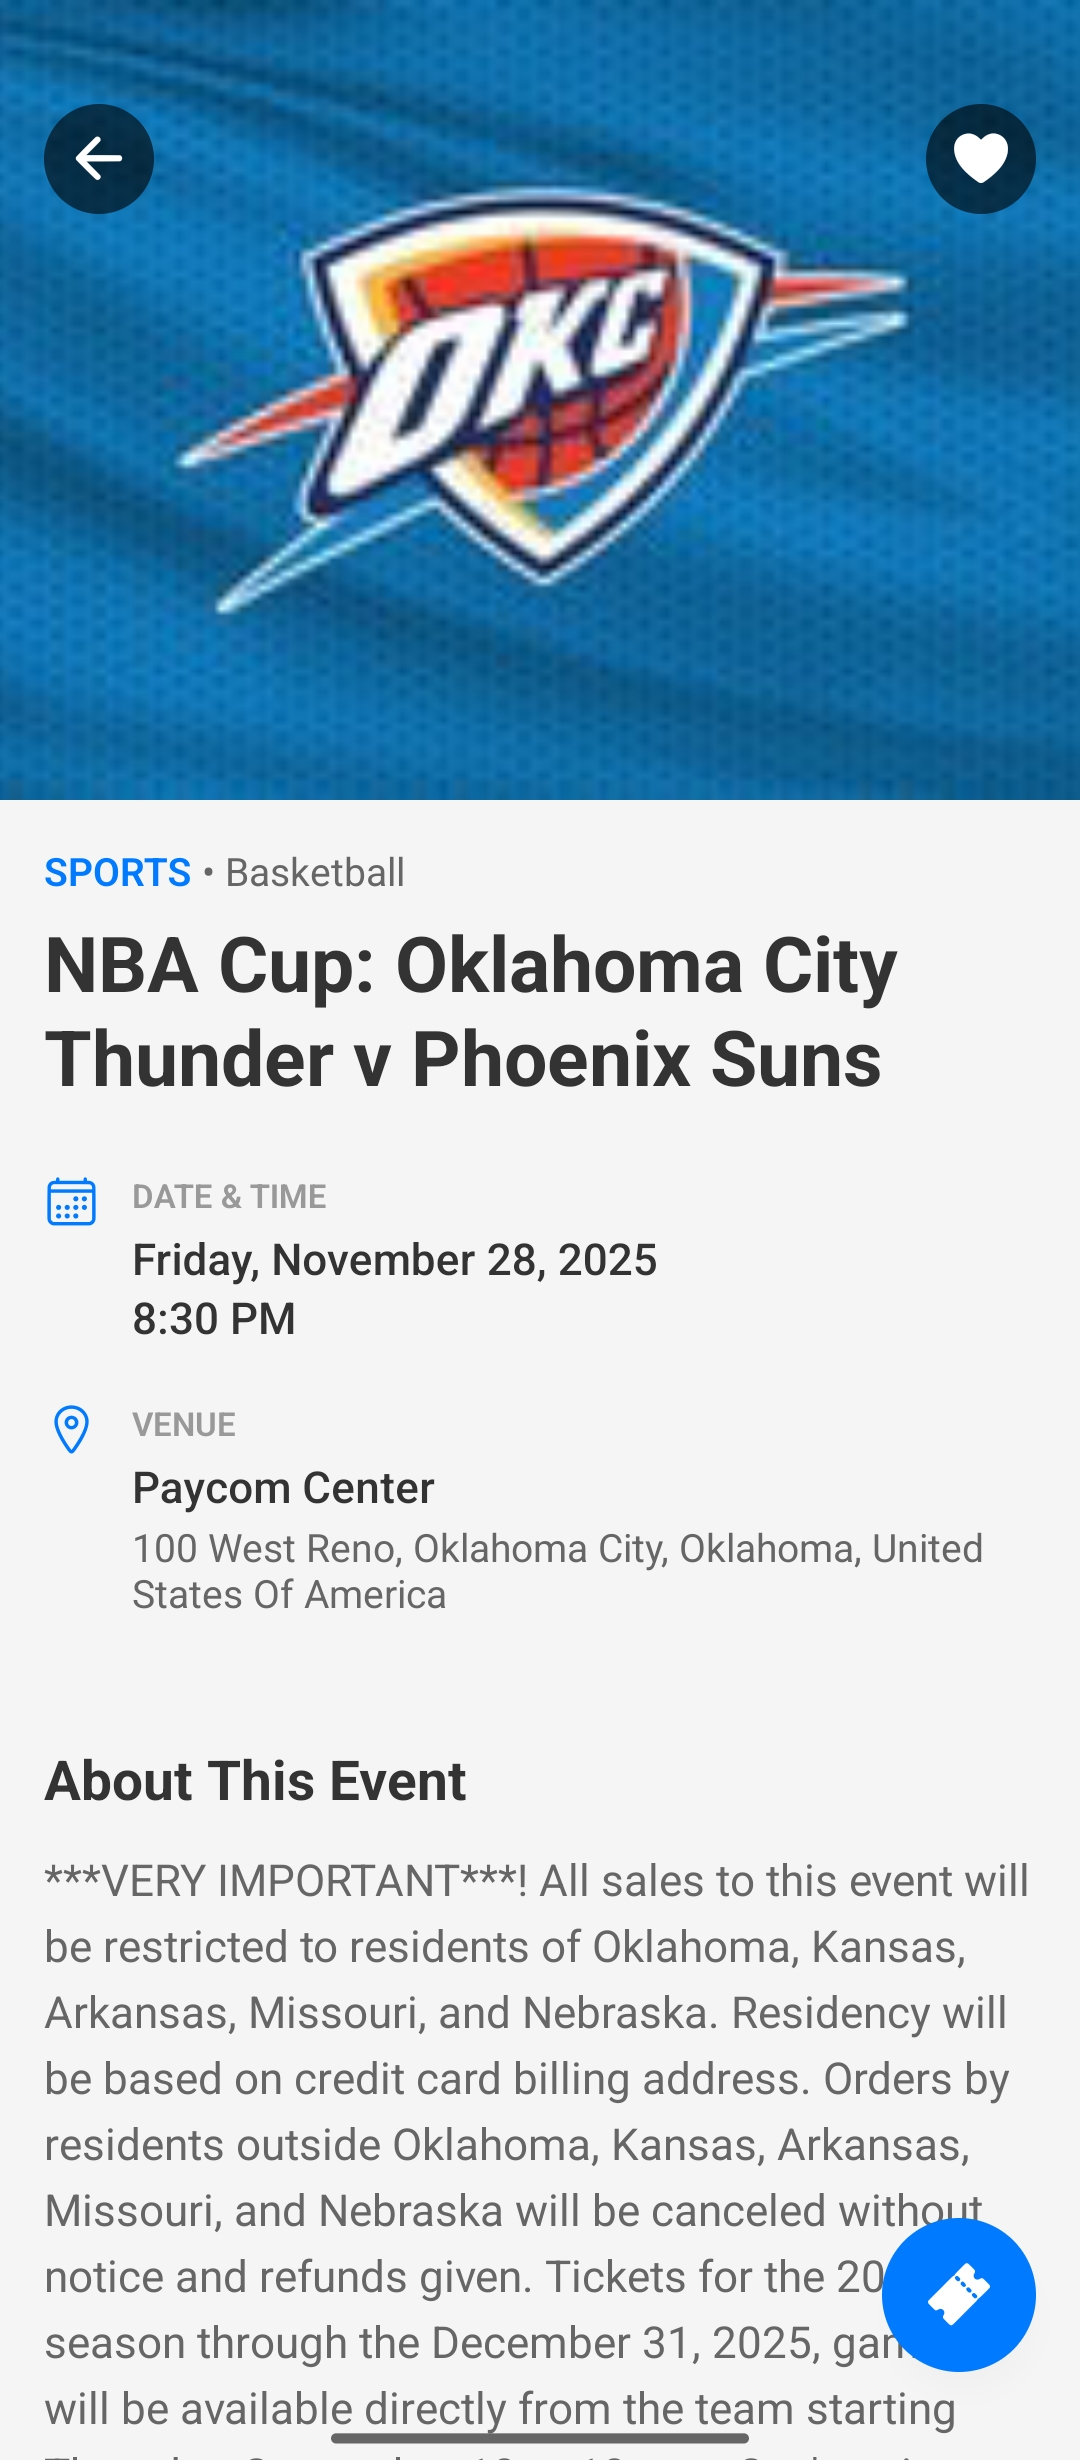 OKC
SPORTS • Basketball
NBA Cup: Oklahoma City
Thunder v Phoenix Suns
DATE & TIME
Friday, November 28, 2025
8:30 PM
VENUE
Paycom Center
100 West Reno, Oklahoma City, Oklahoma, United
States Of America
About This Event
***VERY IMPORTANT***! All sales to this event will
be restricted to residents of Oklahoma, Kansas,
Arkansas, Missouri, and Nebraska. Residency will
be based on credit card billing address. Orders by
residents outside Oklahoma, Kansas, Arkansas,
Missouri, and Nebraska will be canceled without
notice and refunds given. Tickets for the 20
season through the December 31, 2025,
will be available directly from the team starting